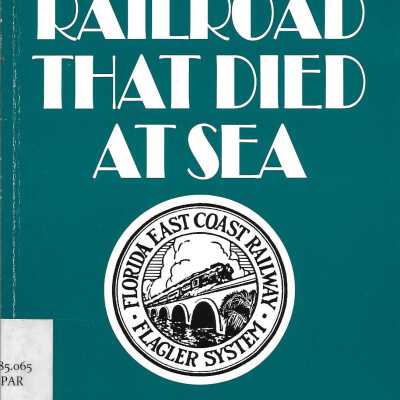 RAILROAD
THAT DIED
AT SEA
· FLORIDA EAST COAST RAILWAY ·
FLAGLER SYSTEM
85.065
PAR